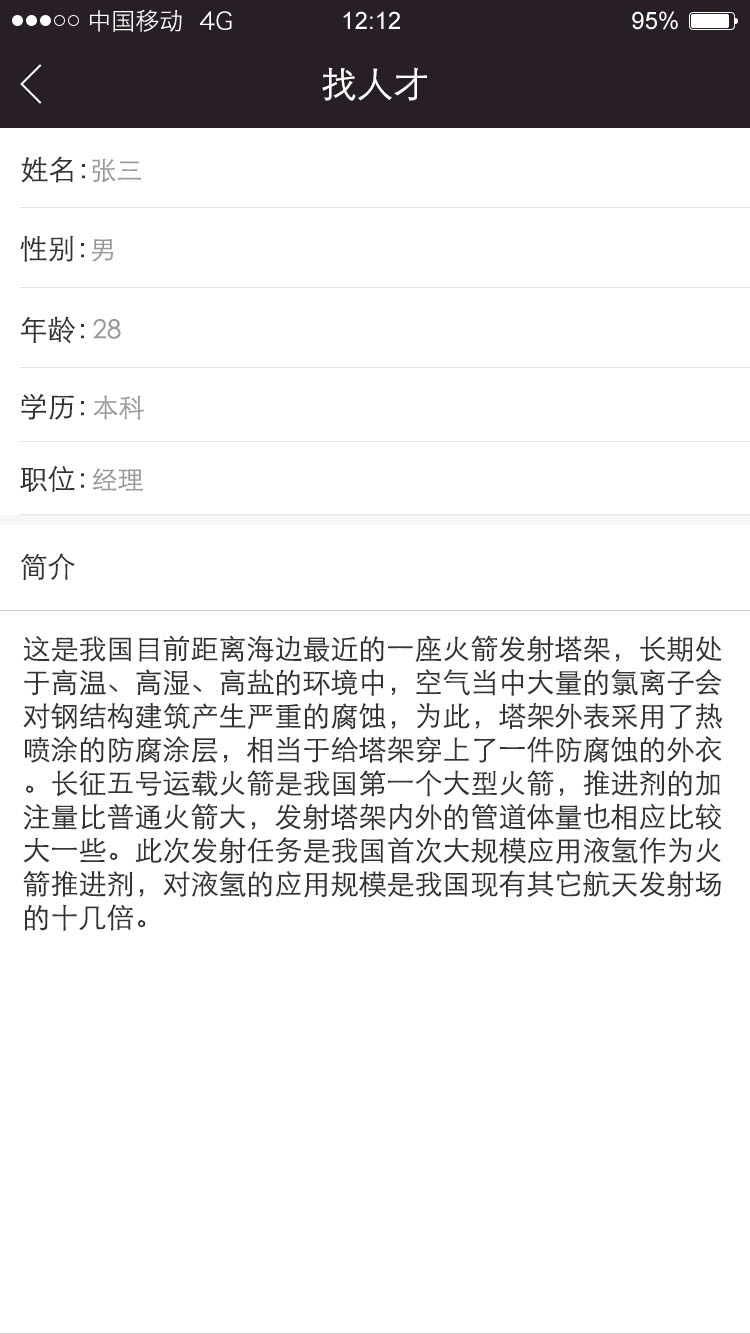 中国移动 4G 12:12 95%
找人才
姓名:张三
性别:男
年龄:28
学历:本科
职位:经理
简介
这是我国目前距离海边最近的一座火箭发射塔架，长期处
于高温、高湿、高盐的环境中，空气当中大量的氯离子会
对钢结构建筑产生严重的腐蚀，为此，塔架外表采用了热
喷涂的防腐涂层，相当于给塔架穿上了一件防腐蚀的外衣
。长征五号运载火箭是我国第一个大型火箭，推进剂的加
注量比普通火箭大，发射塔架内外的管道体量也相应比较
大一些。此次发射任务是我国首次大规模应用液氢作为火
箭推进剂，对液氢的应用规模是我国现有其它航天发射场
的十几倍。